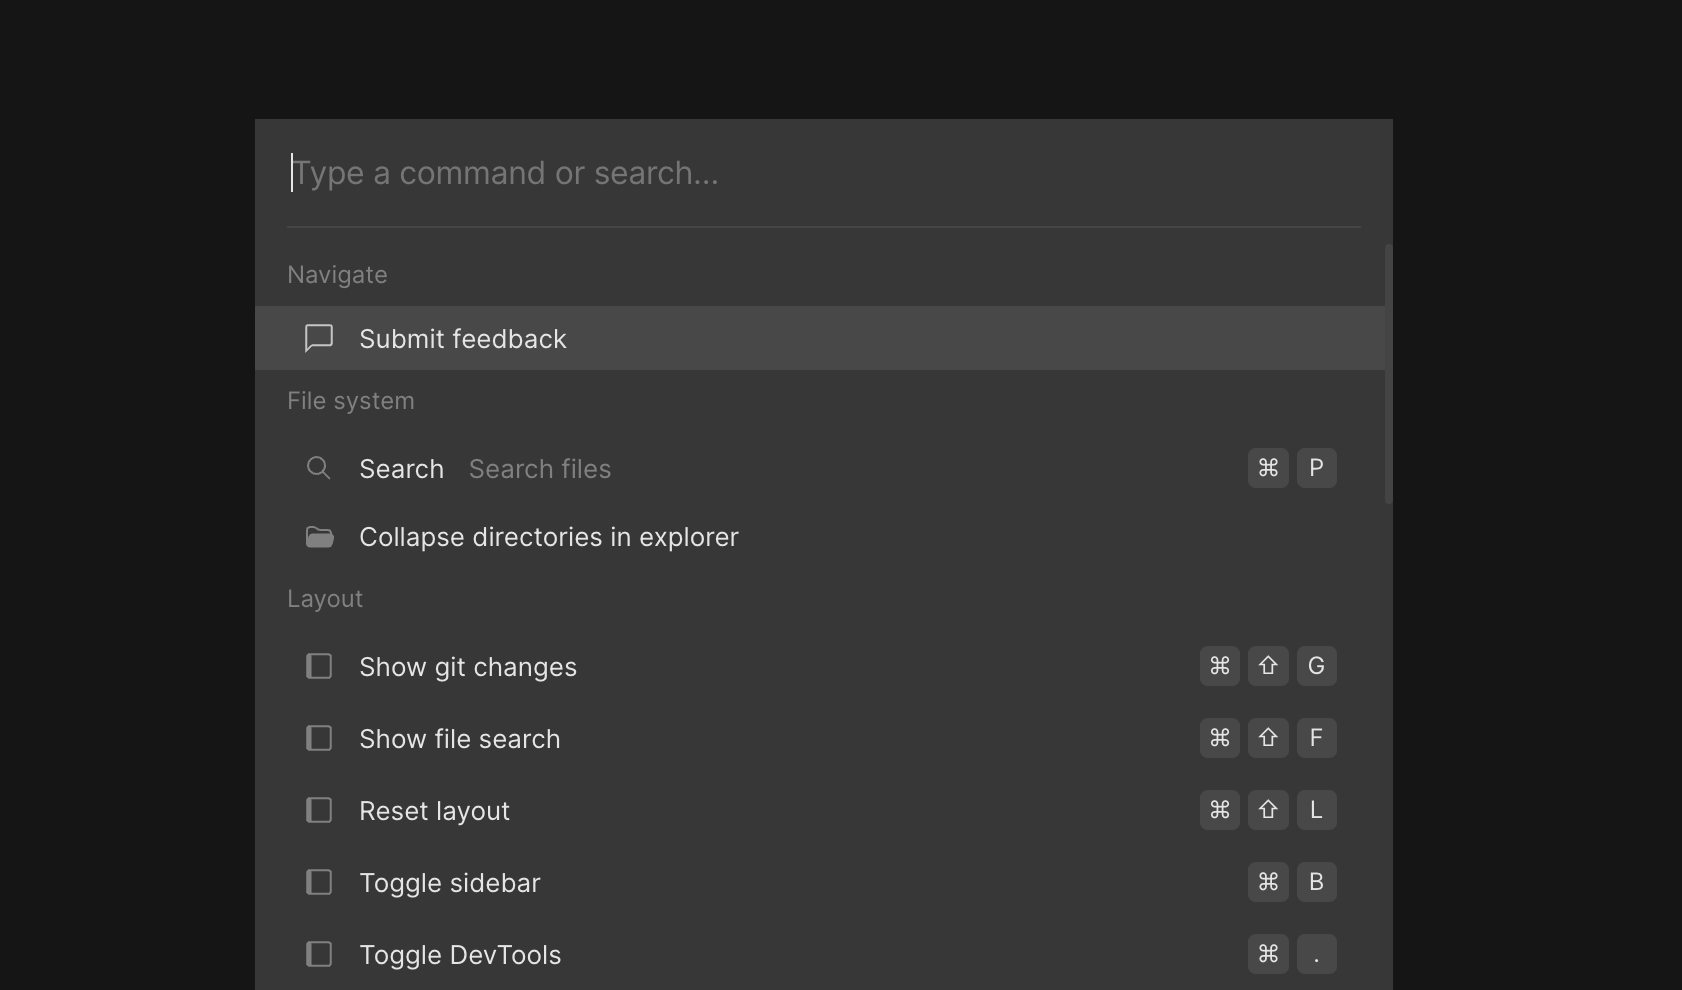 Type a command or search...
Navigate
Submit feedback
File system
Search Search files ⌘ P
Collapse directories in explorer
Layout
Show git changes ⌘ ⇧ G
Show file search ⌘ ⇧ F
Reset layout ⌘ ⇧ L
Toggle sidebar ⌘ B
Toggle DevTools ⌘ .